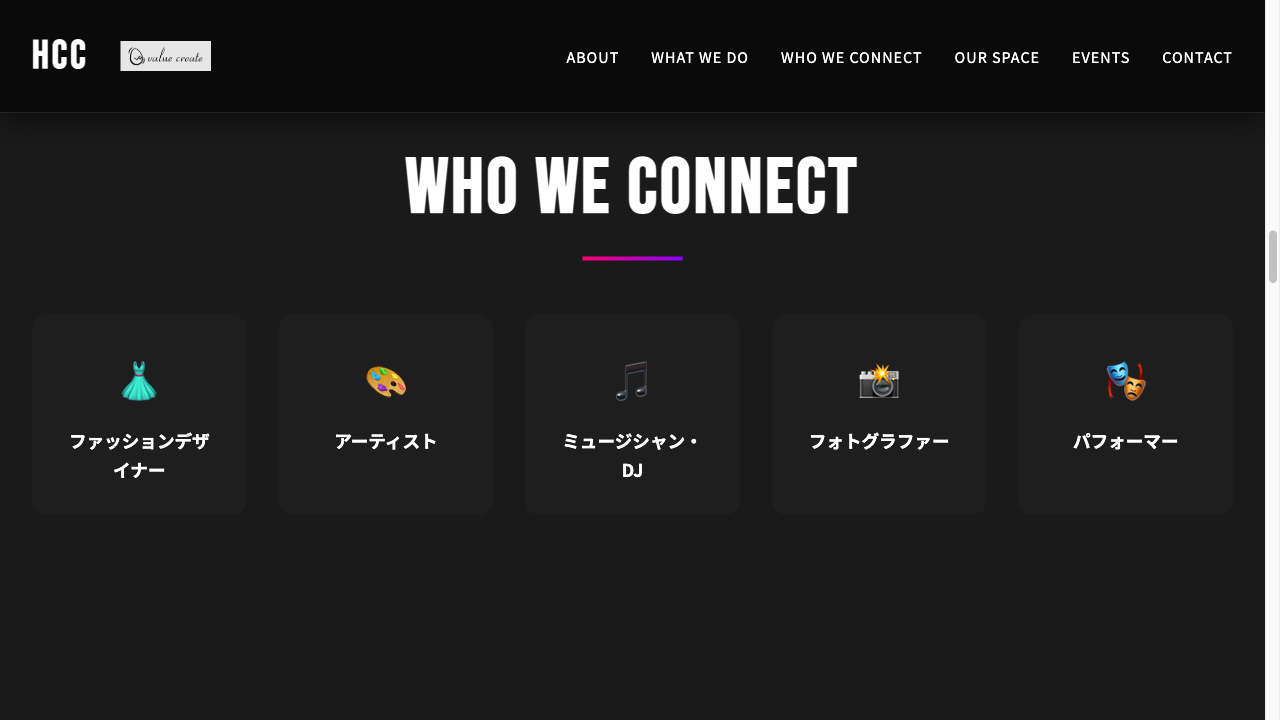 HCC
value create
ABOUT
WHAT WE DO
WHO WE CONNECT
OUR SPACE
EVENTS
CONTACT
WHO WE CONNECT
ファッションデザ
イナー
アーティスト
ミュージシャン・
DJ
フォトグラファー
パフォーマー